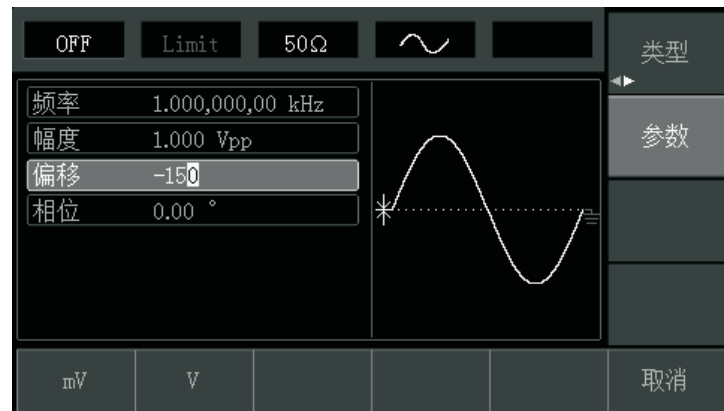 OFF Limit 50Ω
类型
频率 1.000,000,00 kHz
幅度 1.000 Vpp
参数
偏移 -150
相位 0.00 °
mV V 取消